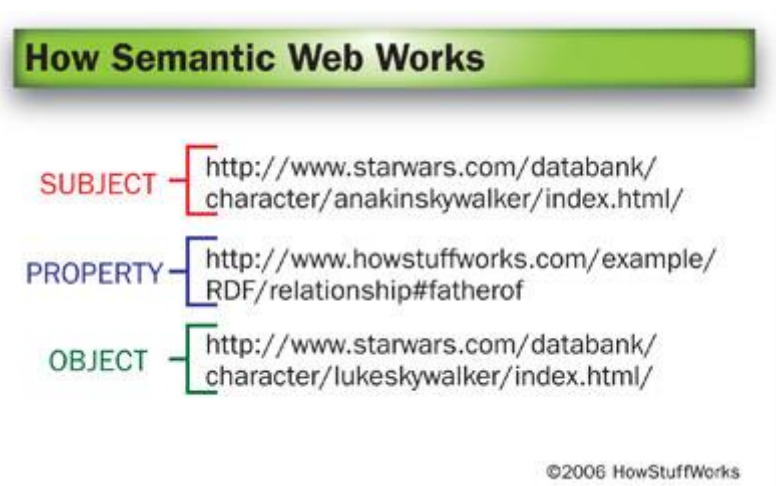 How Semantic Web Works
SUBJECT
http://www.starwars.com/databank/
character/anakinskywalker/index.html/
PROPERTY
http://www.howstuffworks.com/example/
RDF/relationship#fatherof
OBJECT
http://www.starwars.com/databank/
character/lukeskywalker/index.html/
©2006 HowStuffWorks